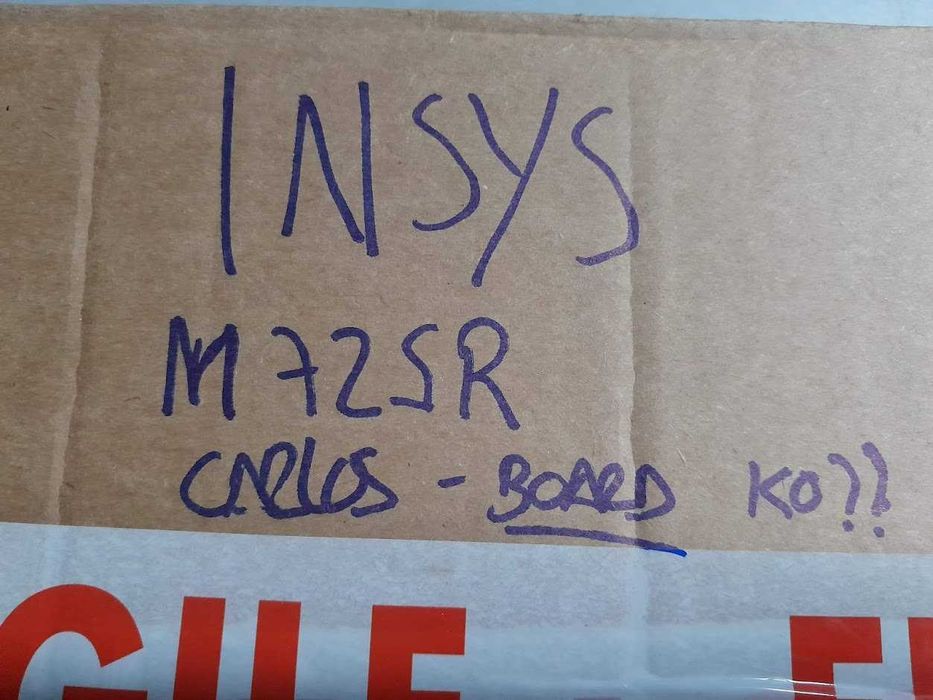 INSYS
M725R
CARLOS - BOARD KO??
GILE